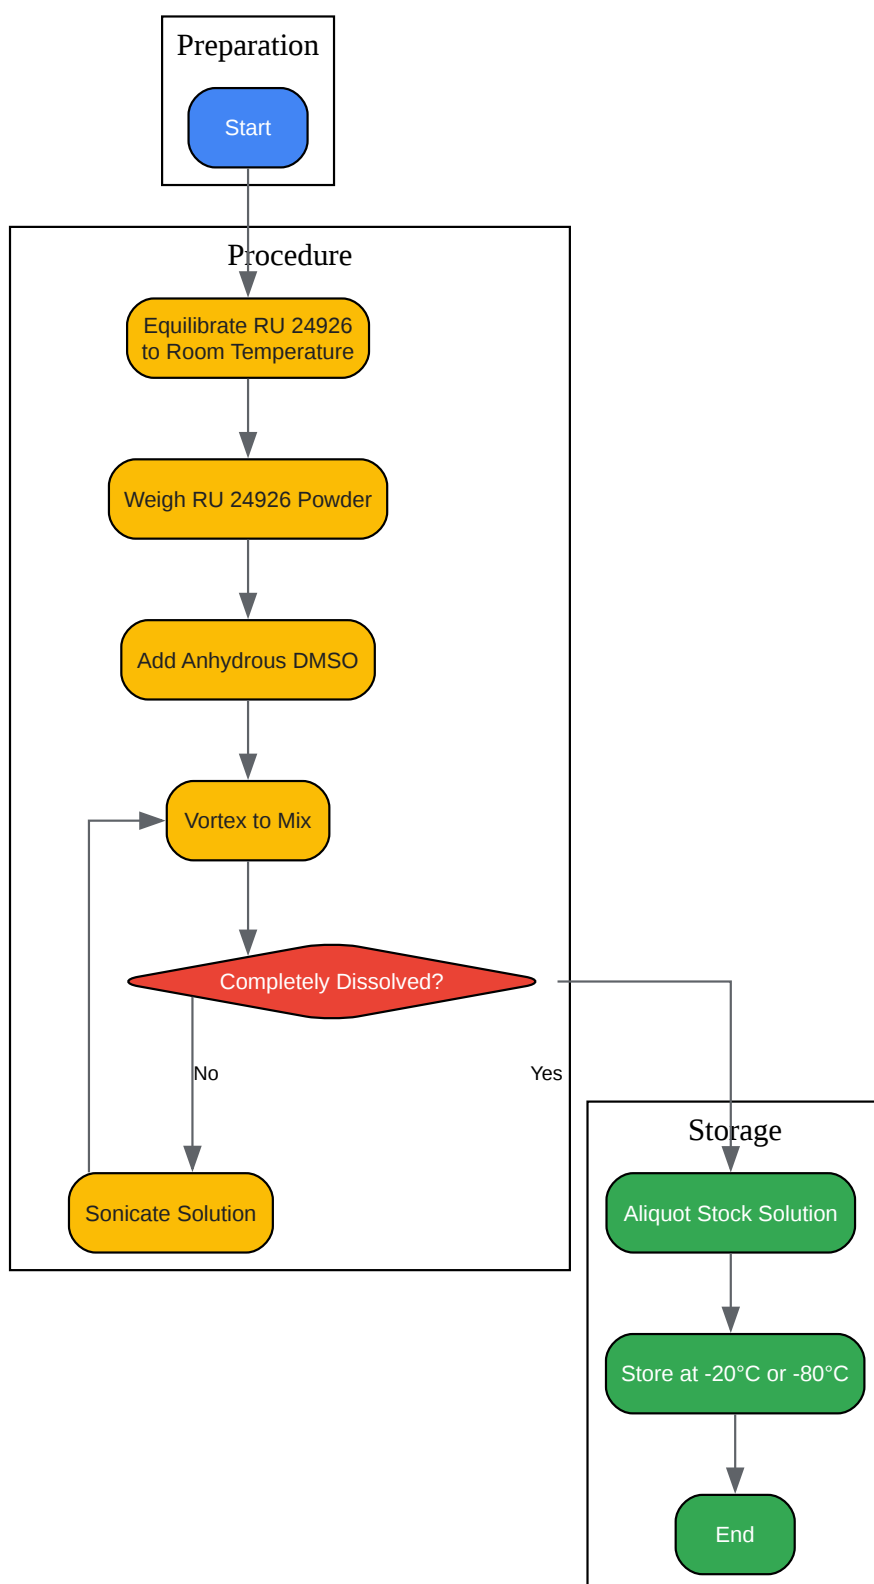 Preparation
Start
Procedure
Equilibrate RU 24926
to Room Temperature
Weigh RU 24926 Powder
Add Anhydrous DMSO
Vortex to Mix
Completely Dissolved?
No
Yes
Sonicate Solution
Storage
Aliquot Stock Solution
Store at -20°C or -80°C
End